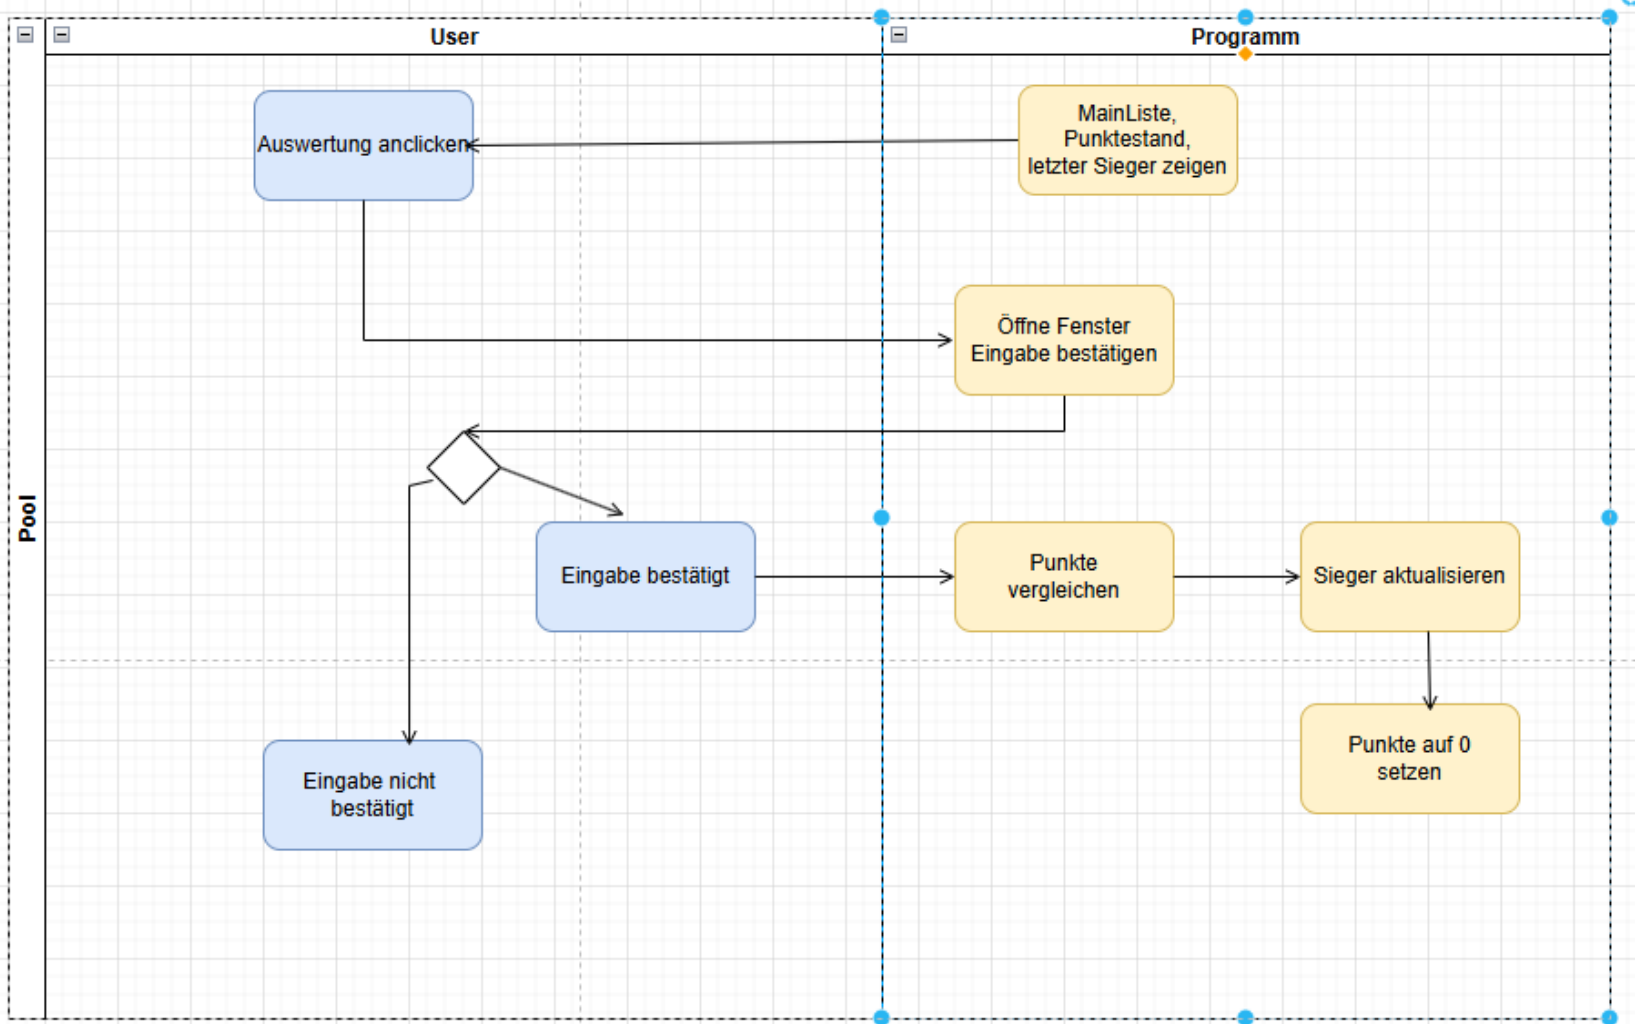 User
Programm
Pool
Auswertung anclicken
MainListe,
Punktestand,
letzter Sieger zeigen
Öffne Fenster
Eingabe bestätigen
Eingabe bestätigt
Punkte
vergleichen
Sieger aktualisieren
Eingabe nicht
bestätigt
Punkte auf 0
setzen